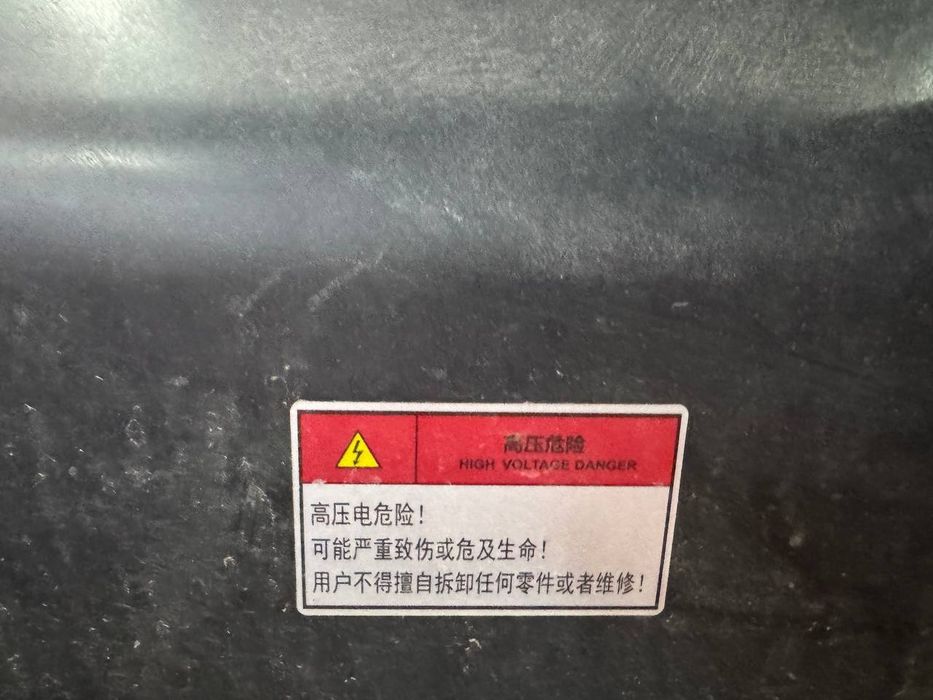 高压危险
HIGH VOLTAGE DANGER
高压电危险！
可能严重致伤或危及生命！
用户不得擅自拆卸任何零件或者维修！